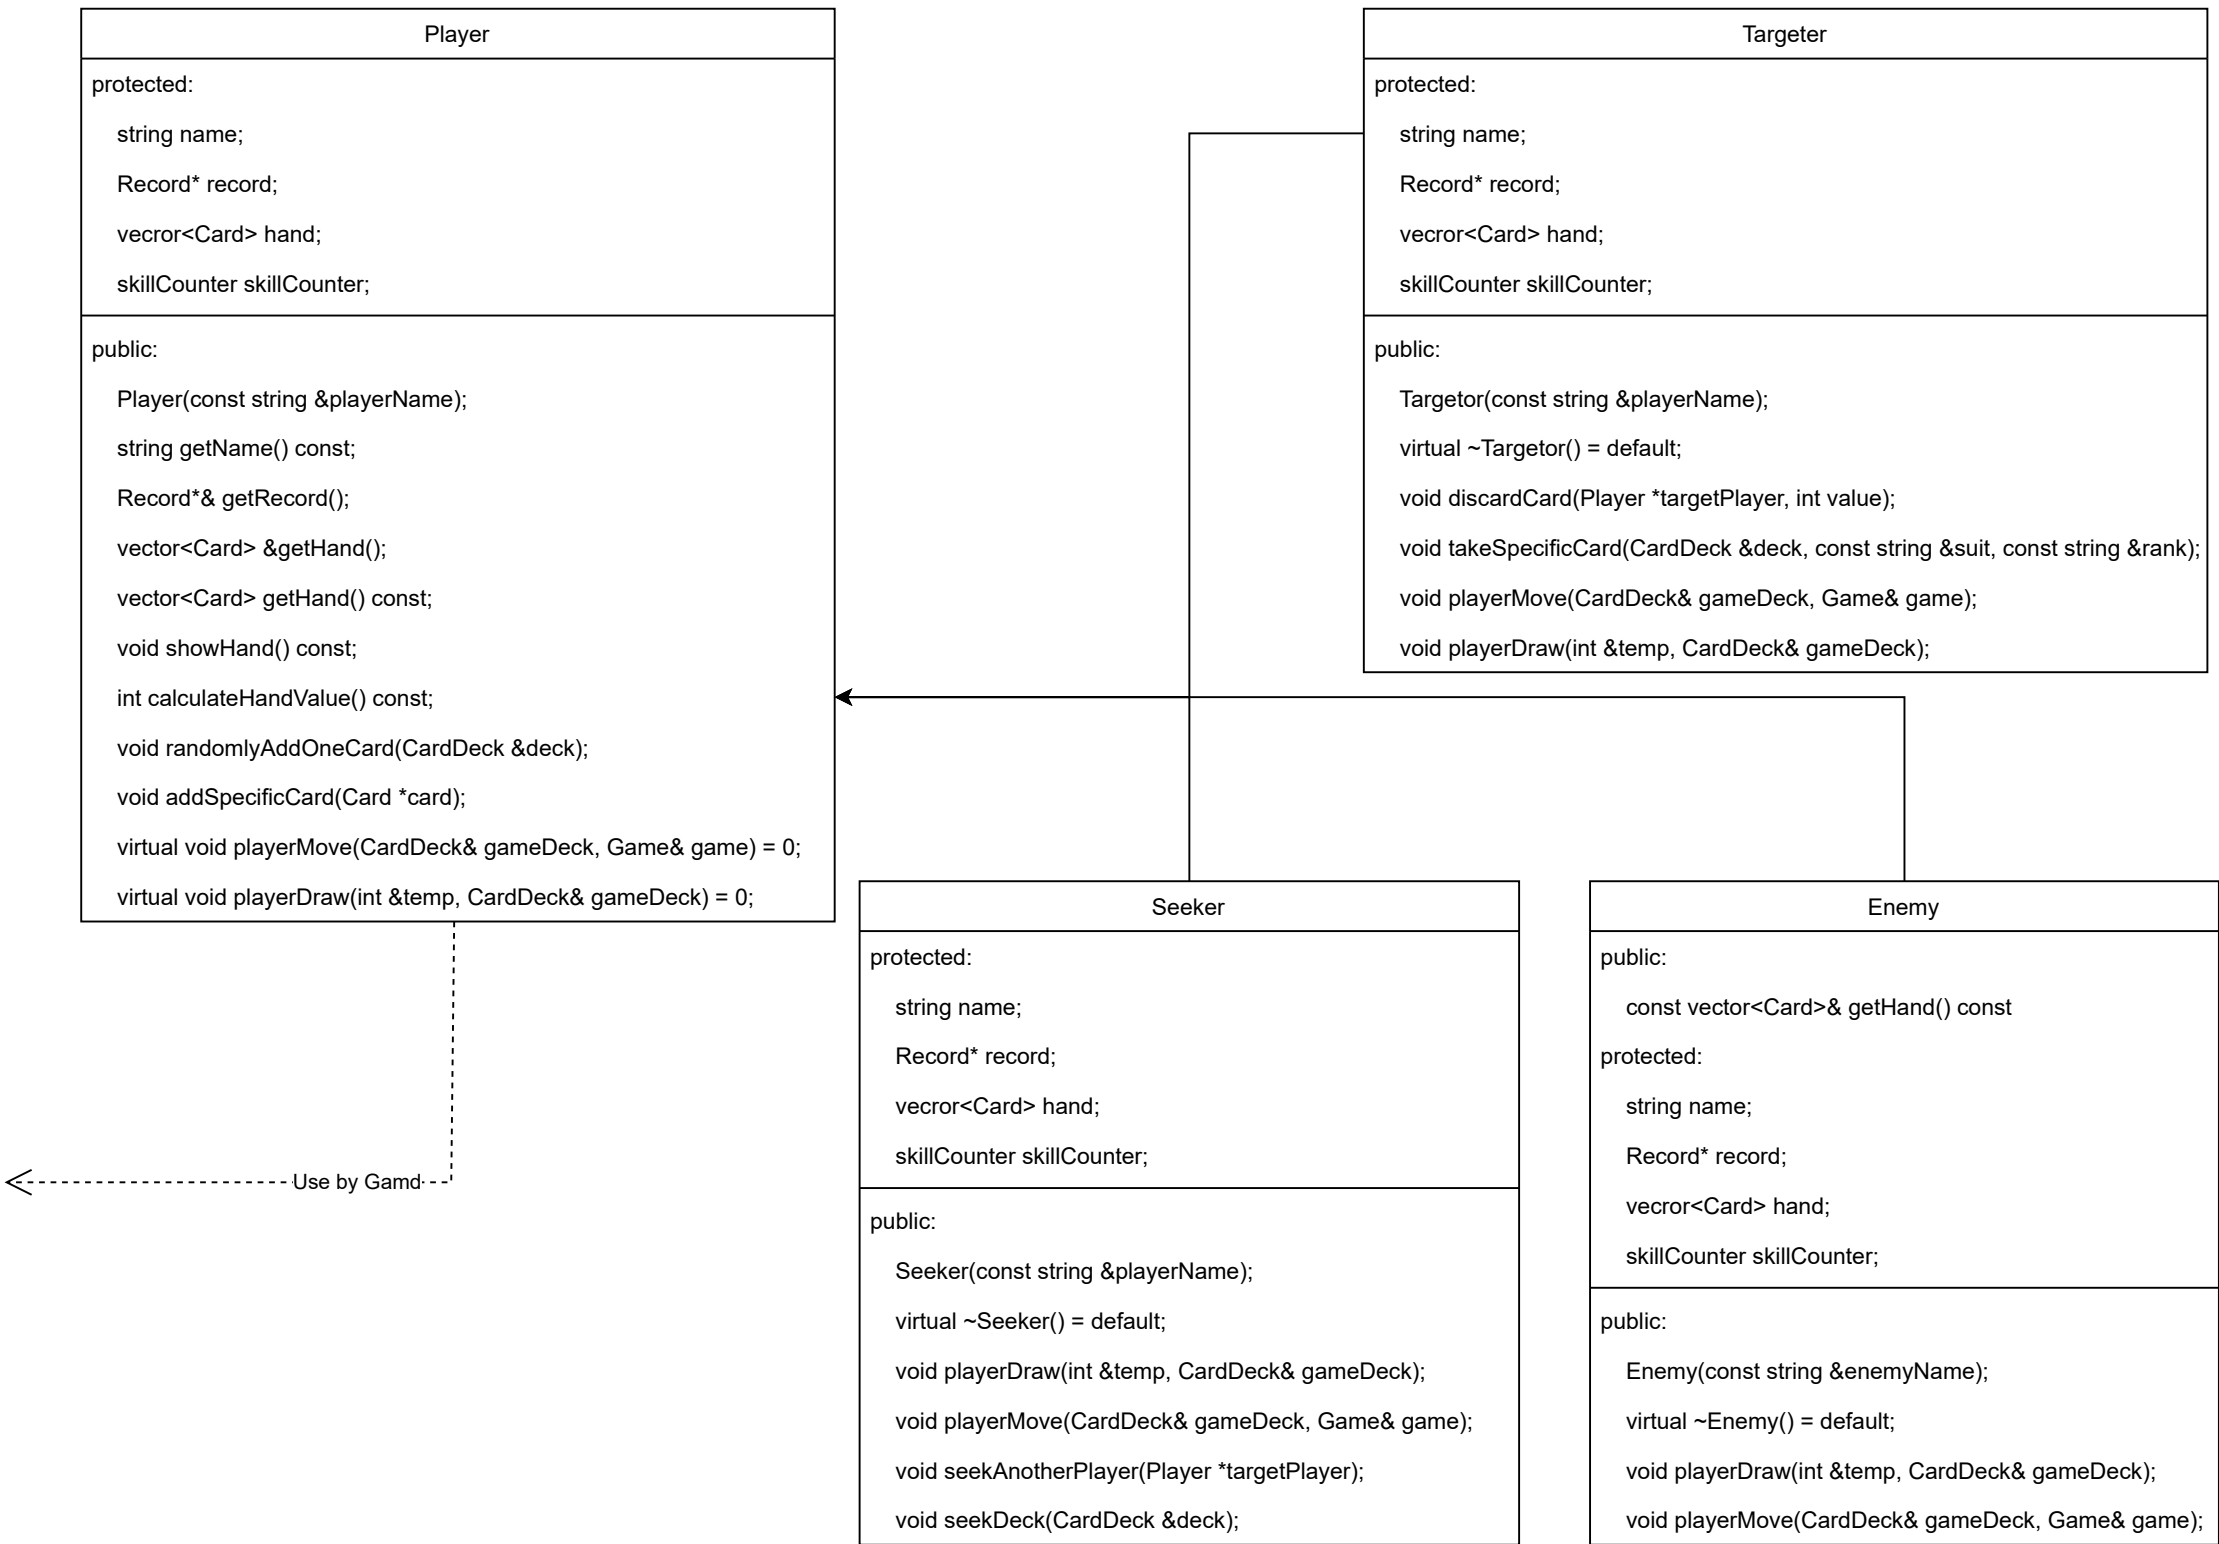 Player
protected:
string name;
Record* record;
vecror<Card> hand;
skillCounter skillCounter;
public:
Player(const string &playerName);
string getName() const;
Record*& getRecord();
vector<Card> &getHand();
vector<Card> getHand() const;
void showHand() const;
int calculateHandValue() const;
void randomlyAddOneCard(CardDeck &deck);
void addSpecificCard(Card *card);
virtual void playerMove(CardDeck& gameDeck, Game& game) = 0;
virtual void playerDraw(int &temp, CardDeck& gameDeck) = 0;
Use by Gamd
Targeter
protected:
string name;
Record* record;
vecror<Card> hand;
skillCounter skillCounter;
public:
Targetor(const string &playerName);
virtual ~Targetor() = default;
void discardCard(Player *targetPlayer, int value);
void takeSpecificCard(CardDeck &deck, const string &suit, const string &rank);
void playerMove(CardDeck& gameDeck, Game& game);
void playerDraw(int &temp, CardDeck& gameDeck);
Seeker
protected:
string name;
Record* record;
vecror<Card> hand;
skillCounter skillCounter;
public:
Seeker(const string &playerName);
virtual ~Seeker() = default;
void playerDraw(int &temp, CardDeck& gameDeck);
void playerMove(CardDeck& gameDeck, Game& game);
void seekAnotherPlayer(Player *targetPlayer);
void seekDeck(CardDeck &deck);
Enemy
public:
const vector<Card>& getHand() const
protected:
string name;
Record* record;
vecror<Card> hand;
skillCounter skillCounter;
public:
Enemy(const string &enemyName);
virtual ~Enemy() = default;
void playerDraw(int &temp, CardDeck& gameDeck);
void playerMove(CardDeck& gameDeck, Game& game);